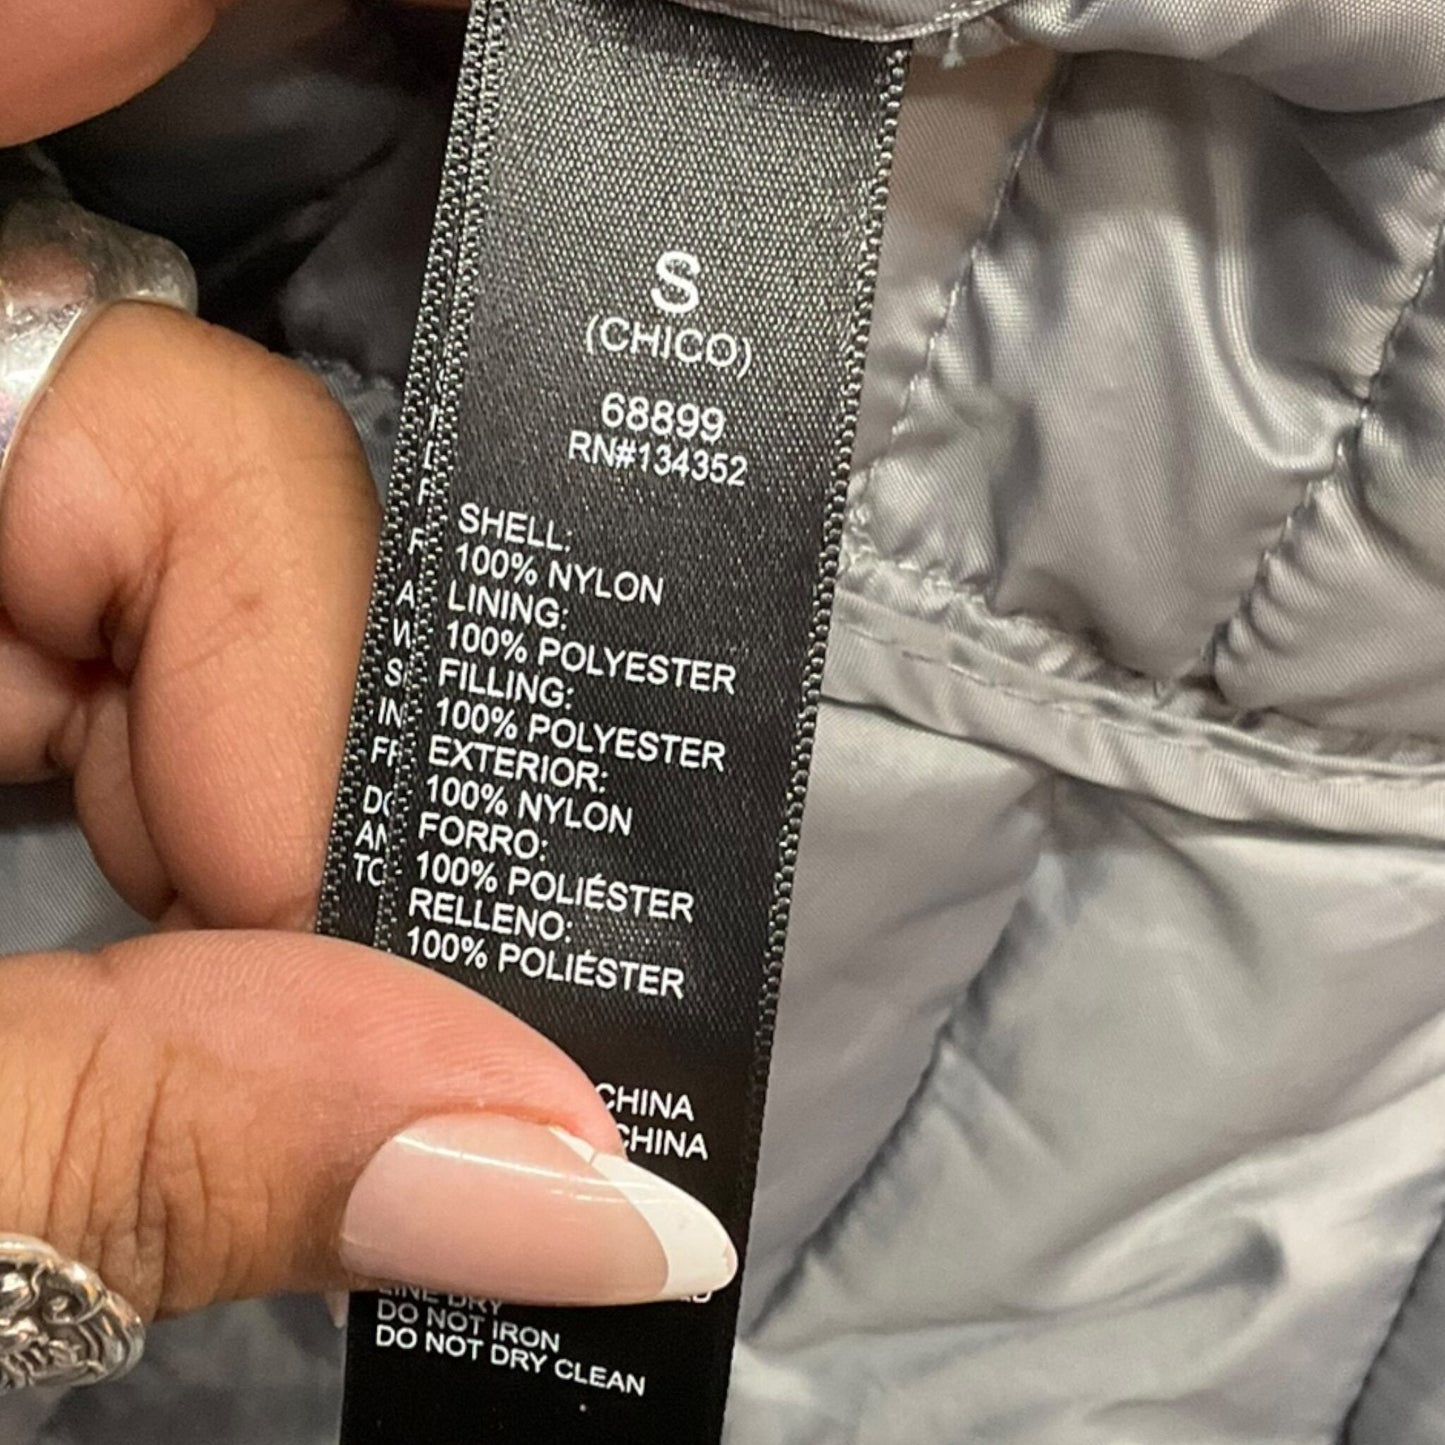 S
(CHICO)
68899
RN#134352
SHELL:
100% NYLON
LINING:
100% POLYESTER
FILLING:
100% POLYESTER
EXTERIOR:
100% NYLON
FORRO:
100% POLIÉSTER
RELLENO:
100% POLIÉSTER
CHINA
CHINA
LINE DRY
DO NOT IRON
DO NOT DRY CLEAN